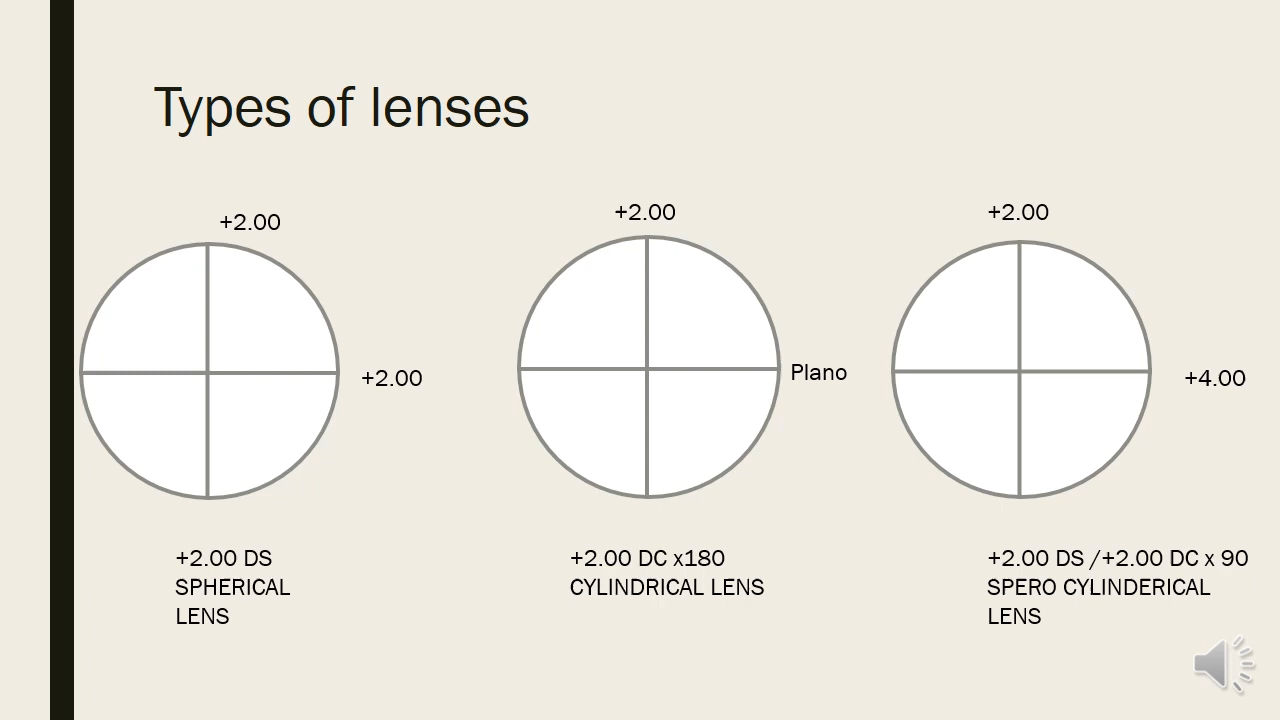 Types of lenses
+2.00
+2.00
+2.00
+2.00
Plano
+4.00
+2.00 DS
SPHERICAL
LENS
+2.00 DC x180
CYLINDRICAL LENS
+2.00 DS /+2.00 DC x 90
SPERO CYLINDERICAL
LENS